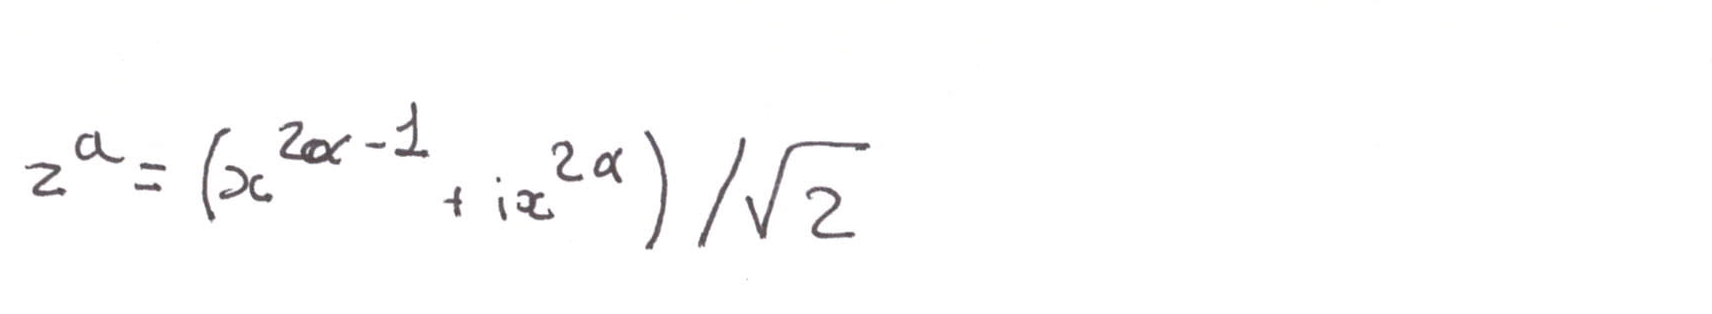 z^a = (x^{2α-1} + ix^{2α}) / √2